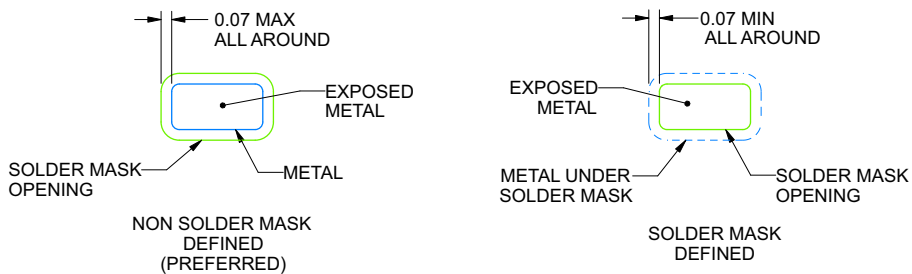 0.07 MAX
ALL AROUND
EXPOSED
METAL
SOLDER MASK
OPENING
METAL
NON SOLDER MASK
DEFINED
(PREFERRED)
0.07 MIN
ALL AROUND
EXPOSED
METAL
METAL UNDER
SOLDER MASK
SOLDER MASK
OPENING
SOLDER MASK
DEFINED